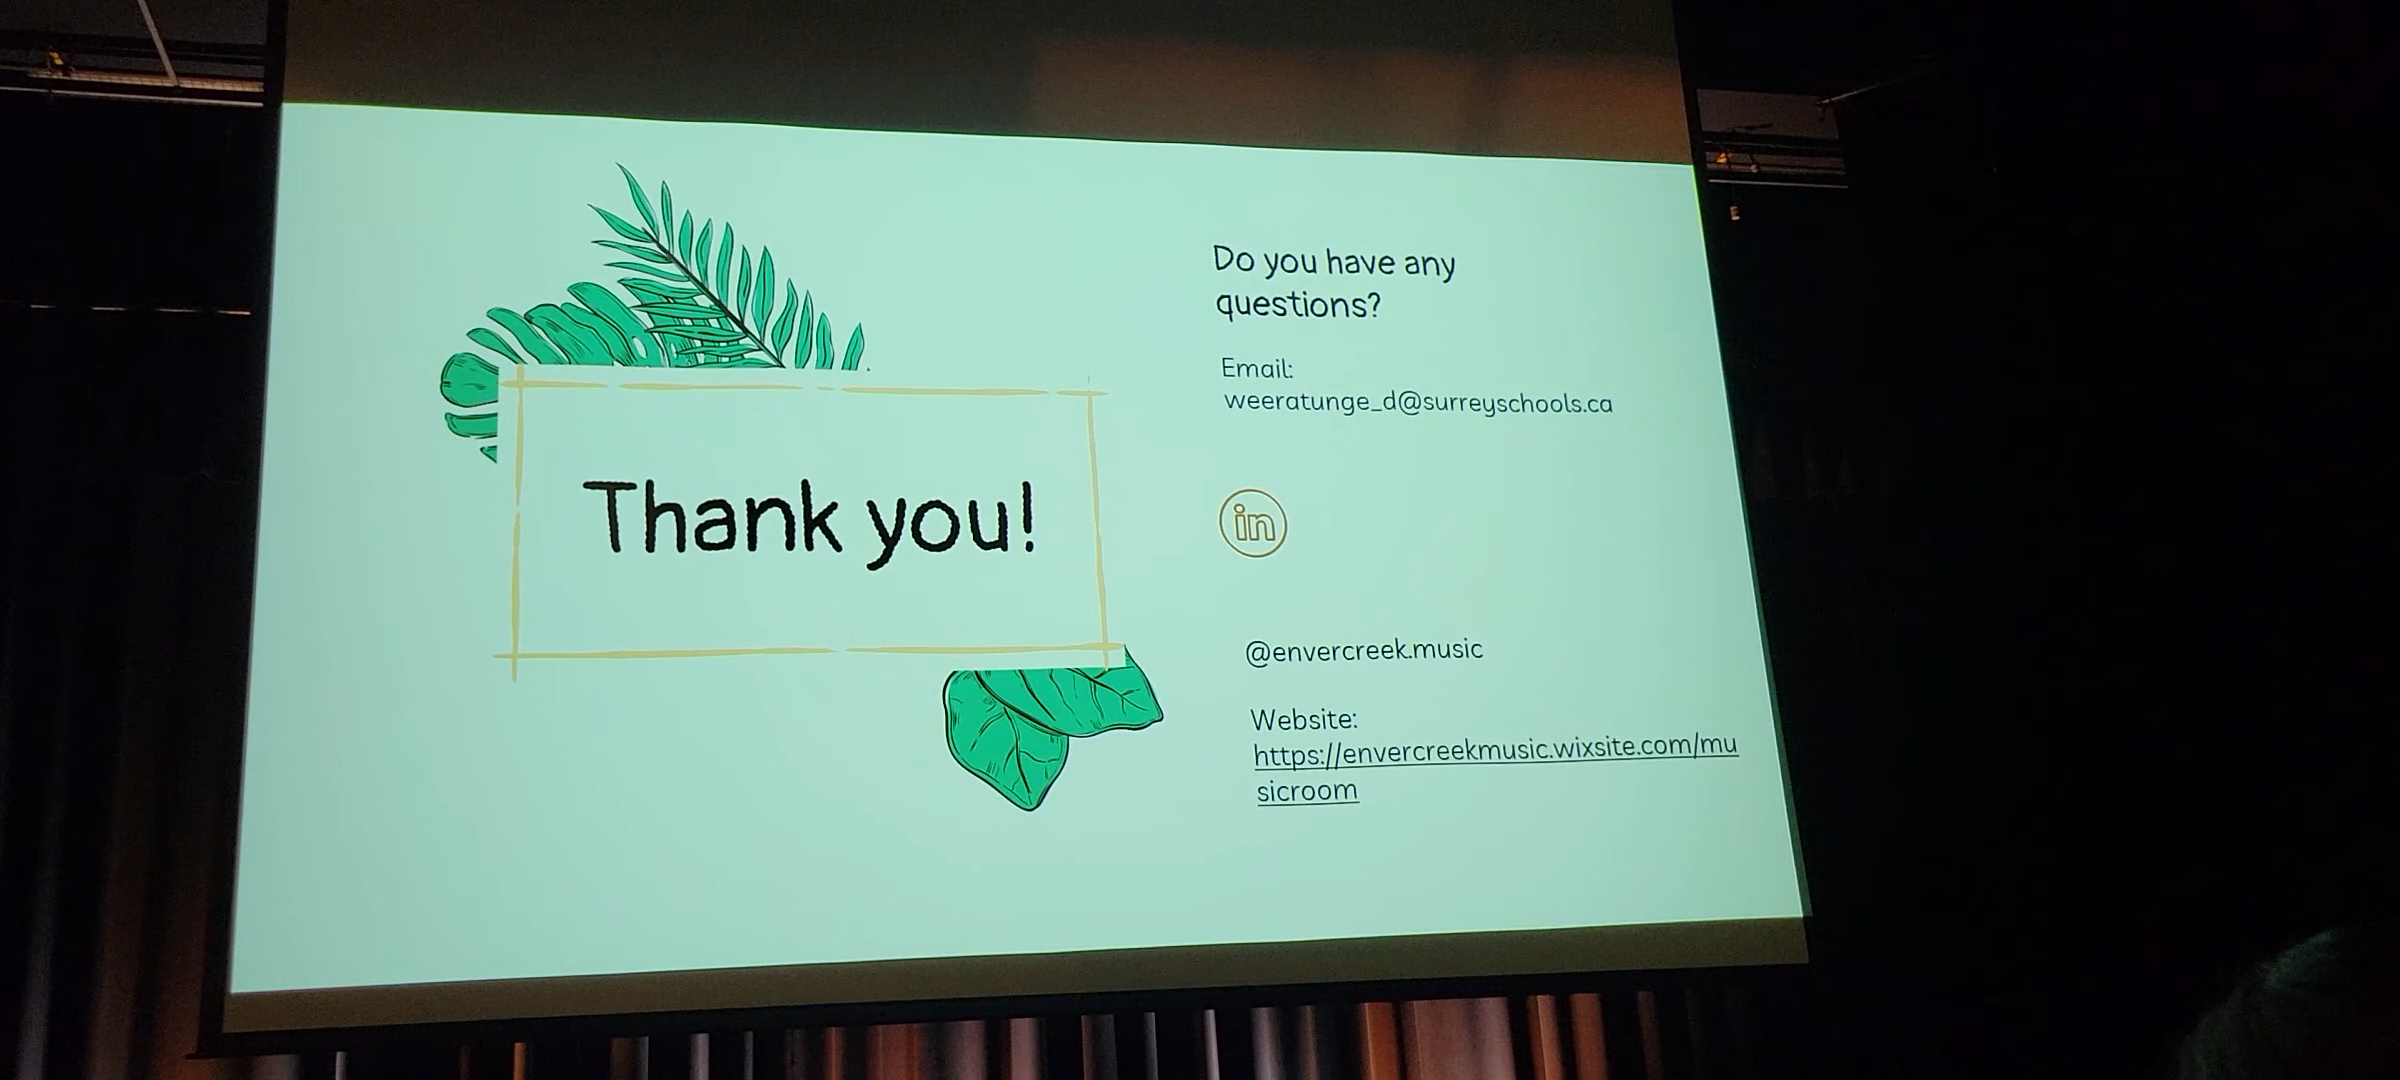 Thank you!
Do you have any
questions?
Email:
weeratunge_d@surreyschools.ca
in
@envercreek.music
Website:
https://envercreekmusic.wixsite.com/mu
sicroom